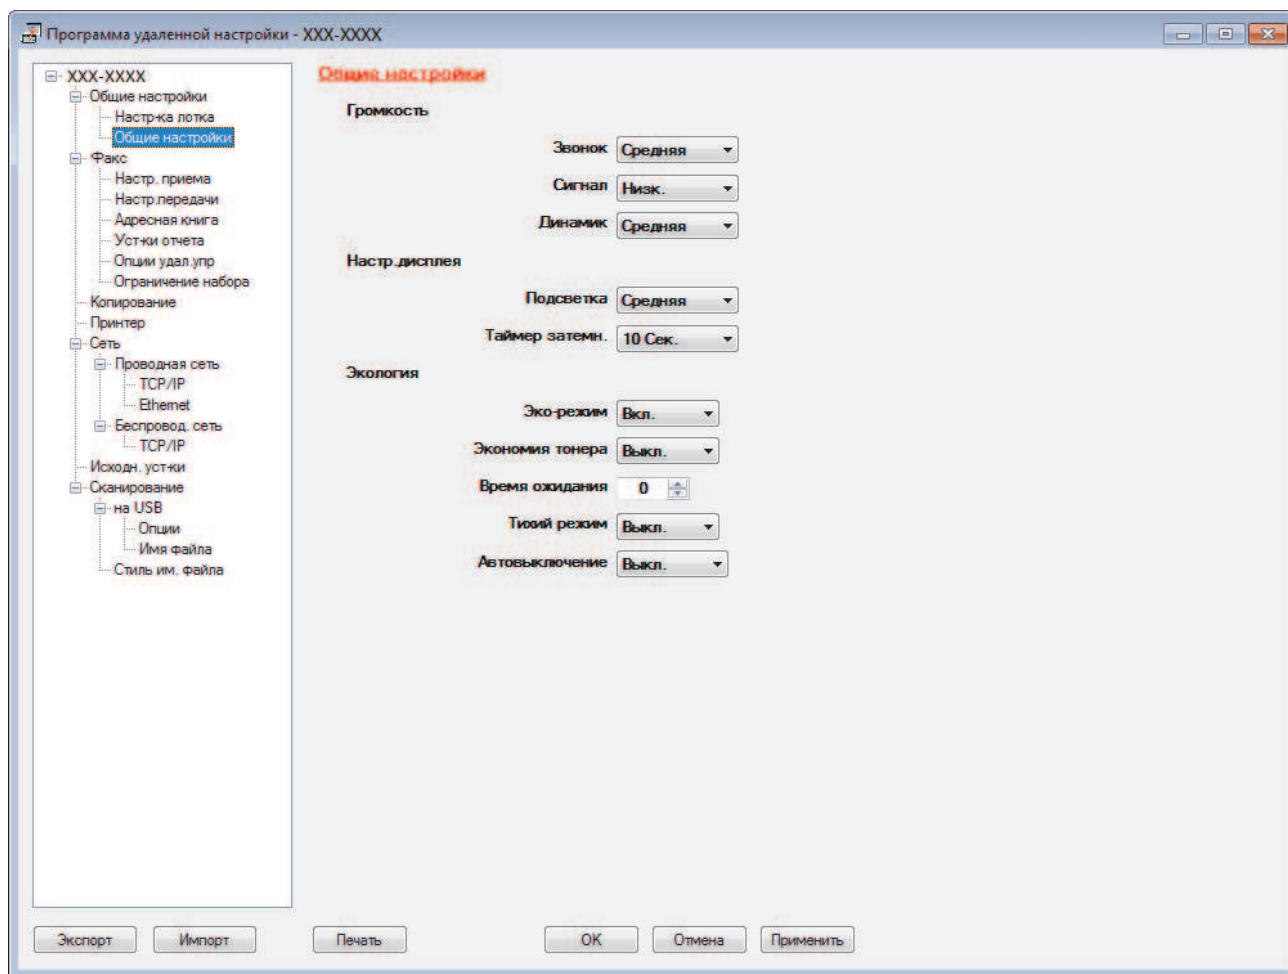 Программа удаленной настройки - XXX-XXXX
XXX-XXXX
Общие настройки
Настр-ка лотка
Общие настройки
Факс
Настр. приема
Настр.передачи
Адресная книга
Уст-ки отчета
Опции удал.упр
Ограничение набора
Копирование
Принтер
Сеть
Проводная сеть
TCP/IP
Ethernet
Беспровод. сеть
TCP/IP
Исходн. уст-ки
Сканирование
на USB
Опции
Имя файла
Стиль им. файла
Общие настройки
Громкость
Звонок Средняя
Сигнал Низк.
Динамик Средняя
Настр.дисплея
Подсветка Средняя
Таймер затемн. 10 Сек.
Экология
Эко-режим Вкл.
Экономия тонера Выкл.
Время ожидания 0
Тихий режим Выкл.
Автовыключение Выкл.
Экспорт Импорт Печать OK Отмена Применить